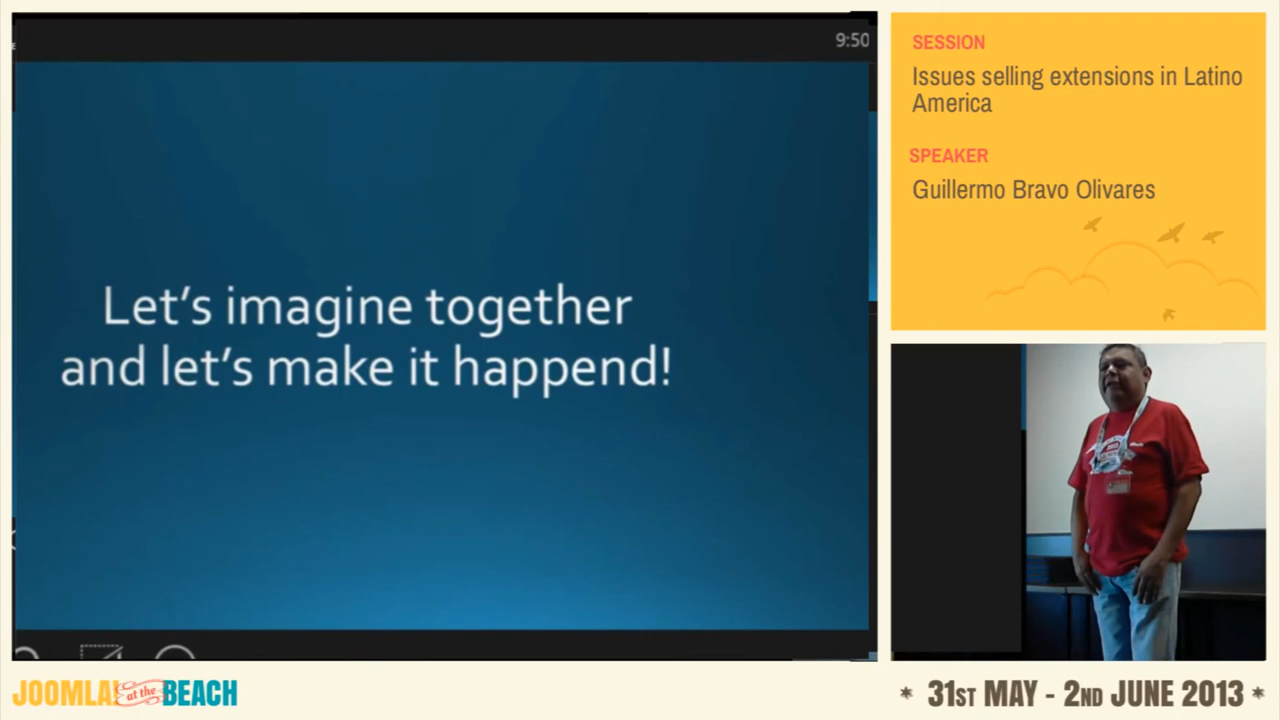 9:50
Let's imagine together
and let's make it happend!
SESSION
Issues selling extensions in Latino
America
SPEAKER
Guillermo Bravo Olivares
JOOMLA! at the BEACH
* 31ST MAY - 2ND JUNE 2013 *